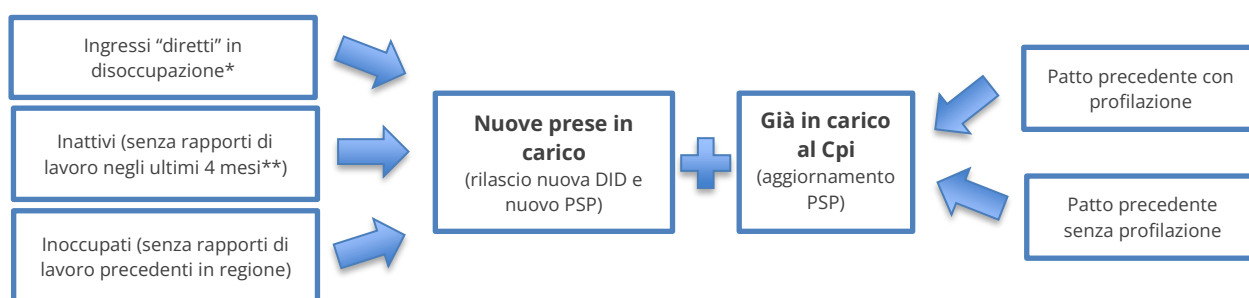 Ingressi “diretti” in
disoccupazione*
Inattivi (senza rapporti di
lavoro negli ultimi 4 mesi**)
Inoccupati (senza rapporti di
lavoro precedenti in regione)
Nuove prese in
carico
(rilascio nuova DID e
nuovo PSP)
Già in carico
al Cpi
(aggiornamento
PSP)
Patto precedente con
profilazione
Patto precedente
senza profilazione